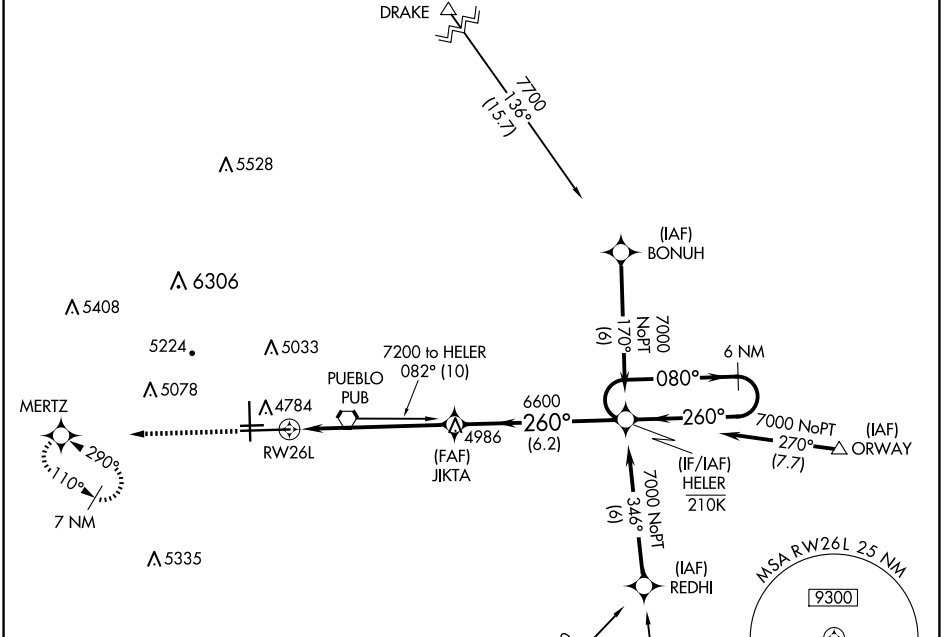 DRAKE
7700
136°
(15.7)
5528
(IAF)
BONUH
6306
5408
7000
NoPT
170°
(6)
6 NM
5224
5033
7200 to HELER
082° (10)
080°
5078
PUEBLO
PUB
6600
260°
(6.2)
260°
7000 NoPT
270°
(7.7)
(IAF)
ORWAY
MERTZ
4784
4986
RW26L
(FAF)
JIKTA
(IF/IAF)
HELER
210K
290°
110°
7 NM
7000 NoPT
346°
(6)
5335
(IAF)
REDHI
MSA RW26L 25 NM
9300